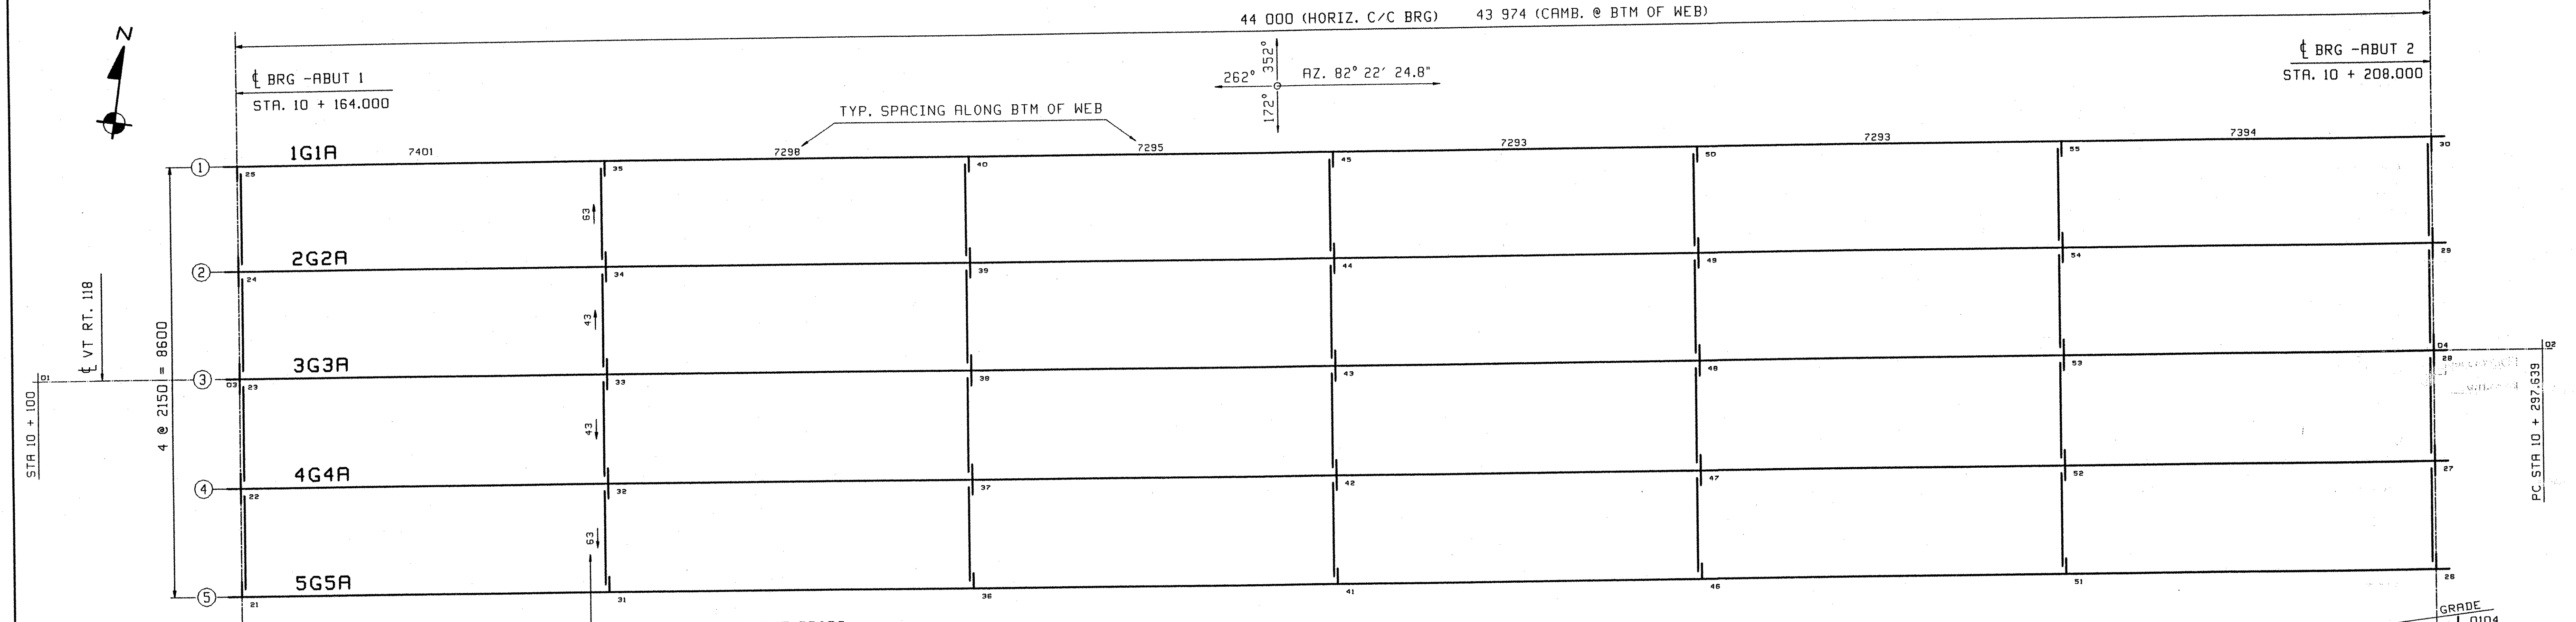 44 000 (HORIZ. C/C BRG) 43 974 (CAMB. @ BTM OF WEB)
N
℄ BRG -ABUT 1
STA. 10 + 164.000
352°
262°
AZ. 82° 22' 24.8"
172°
℄ BRG -ABUT 2
STA. 10 + 208.000
TYP. SPACING ALONG BTM OF WEB
1 1G1A 7401 7298 7295 7293 7293 7394
25 35 40 45 50 55 30
63
2 2G2A
24 34 39 44 49 54 29
43
℄ VT RT. 118
4 @ 2150 = 8600
3 3G3A
01 03 23 33 38 43 48 53 28 04 02
STA 10 + 100
PC STA 10 + 297.639
43
4 4G4A
22 32 37 42 47 52 27
63
5 5G5A
21 31 36 41 46 51 26
GRADE